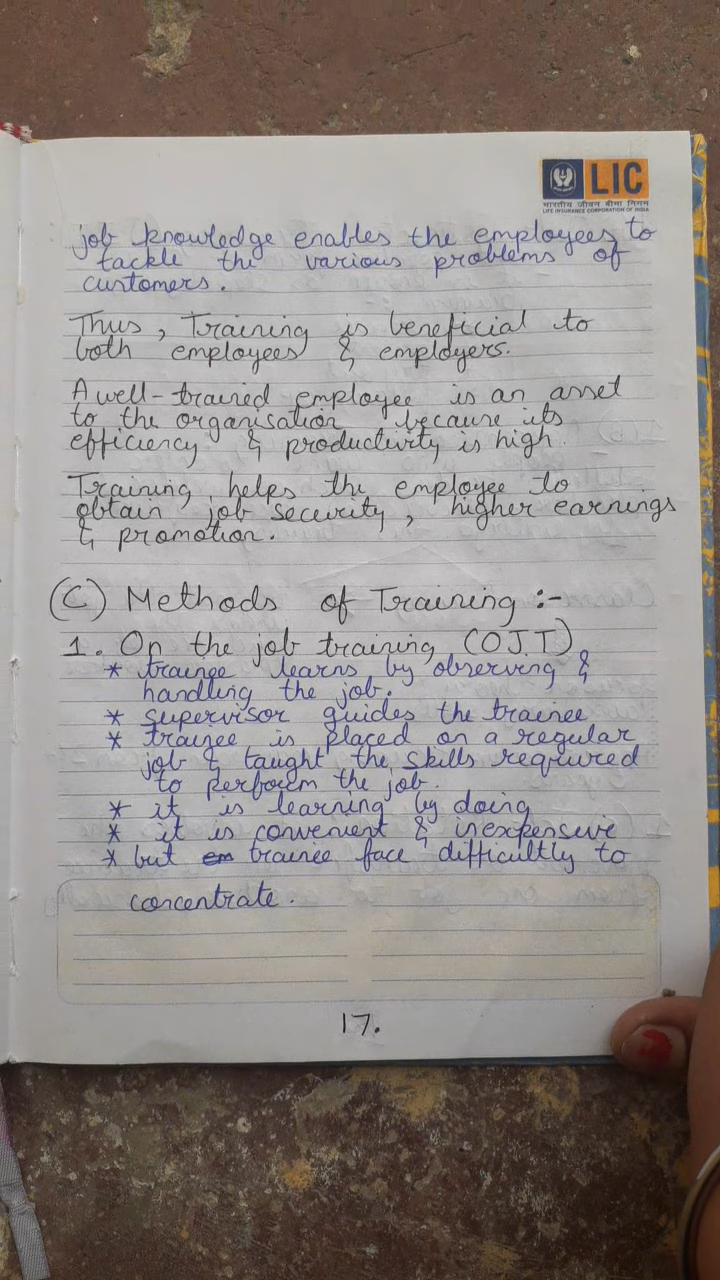 LIC
भारतीय जीवन बीमा निगम
LIFE INSURANCE CORPORATION OF INDIA
job knowledge enables the employees to
tackle the various problems of
customers.
Thus, Training is beneficial to
both employees & employers.
A well-trained employee is an asset
to the organisation because its
efficiency & productivity is high.
Training helps the employee to
obtain job security, higher earnings
& promotion.
(C) Methods of Training :-
1. On the job training (OJT)
* trainee learns by observing &
handling the job.
* supervisor guides the trainee
* trainee is placed on a regular
job & taught the skills required
to perform the job.
* it is learning by doing
* it is convenient & inexpensive
* but trainee face difficultly to
concentrate.
17.